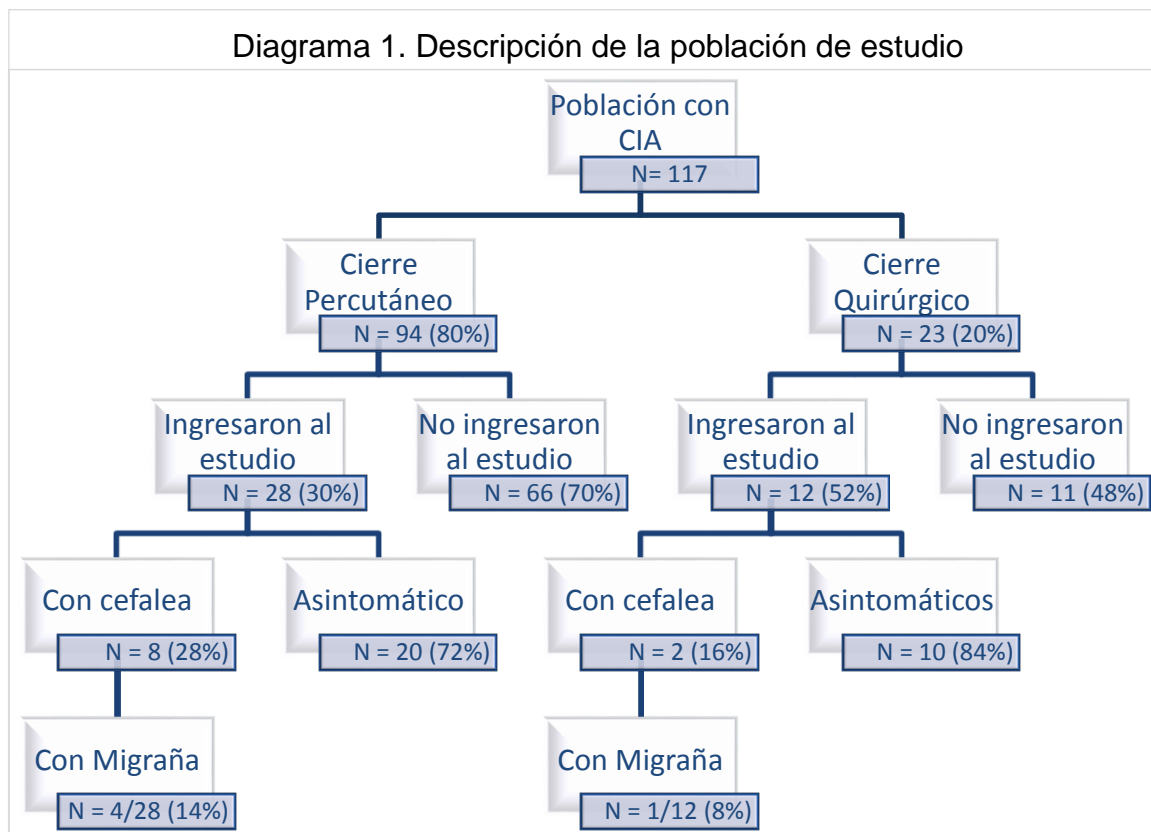 Diagrama 1. Descripción de la población de estudio
Población con
CIA
N= 117
Cierre
Percutáneo
N = 94 (80%)
Cierre
Quirúrgico
N = 23 (20%)
Ingresaron al
estudio
N = 28 (30%)
No ingresaron
al estudio
N = 66 (70%)
Ingresaron al
estudio
N = 12 (52%)
No ingresaron
al estudio
N = 11 (48%)
Con cefalea
N = 8 (28%)
Asintomático
N = 20 (72%)
Con cefalea
N = 2 (16%)
Asintomáticos
N = 10 (84%)
Con Migraña
N = 4/28 (14%)
Con Migraña
N = 1/12 (8%)